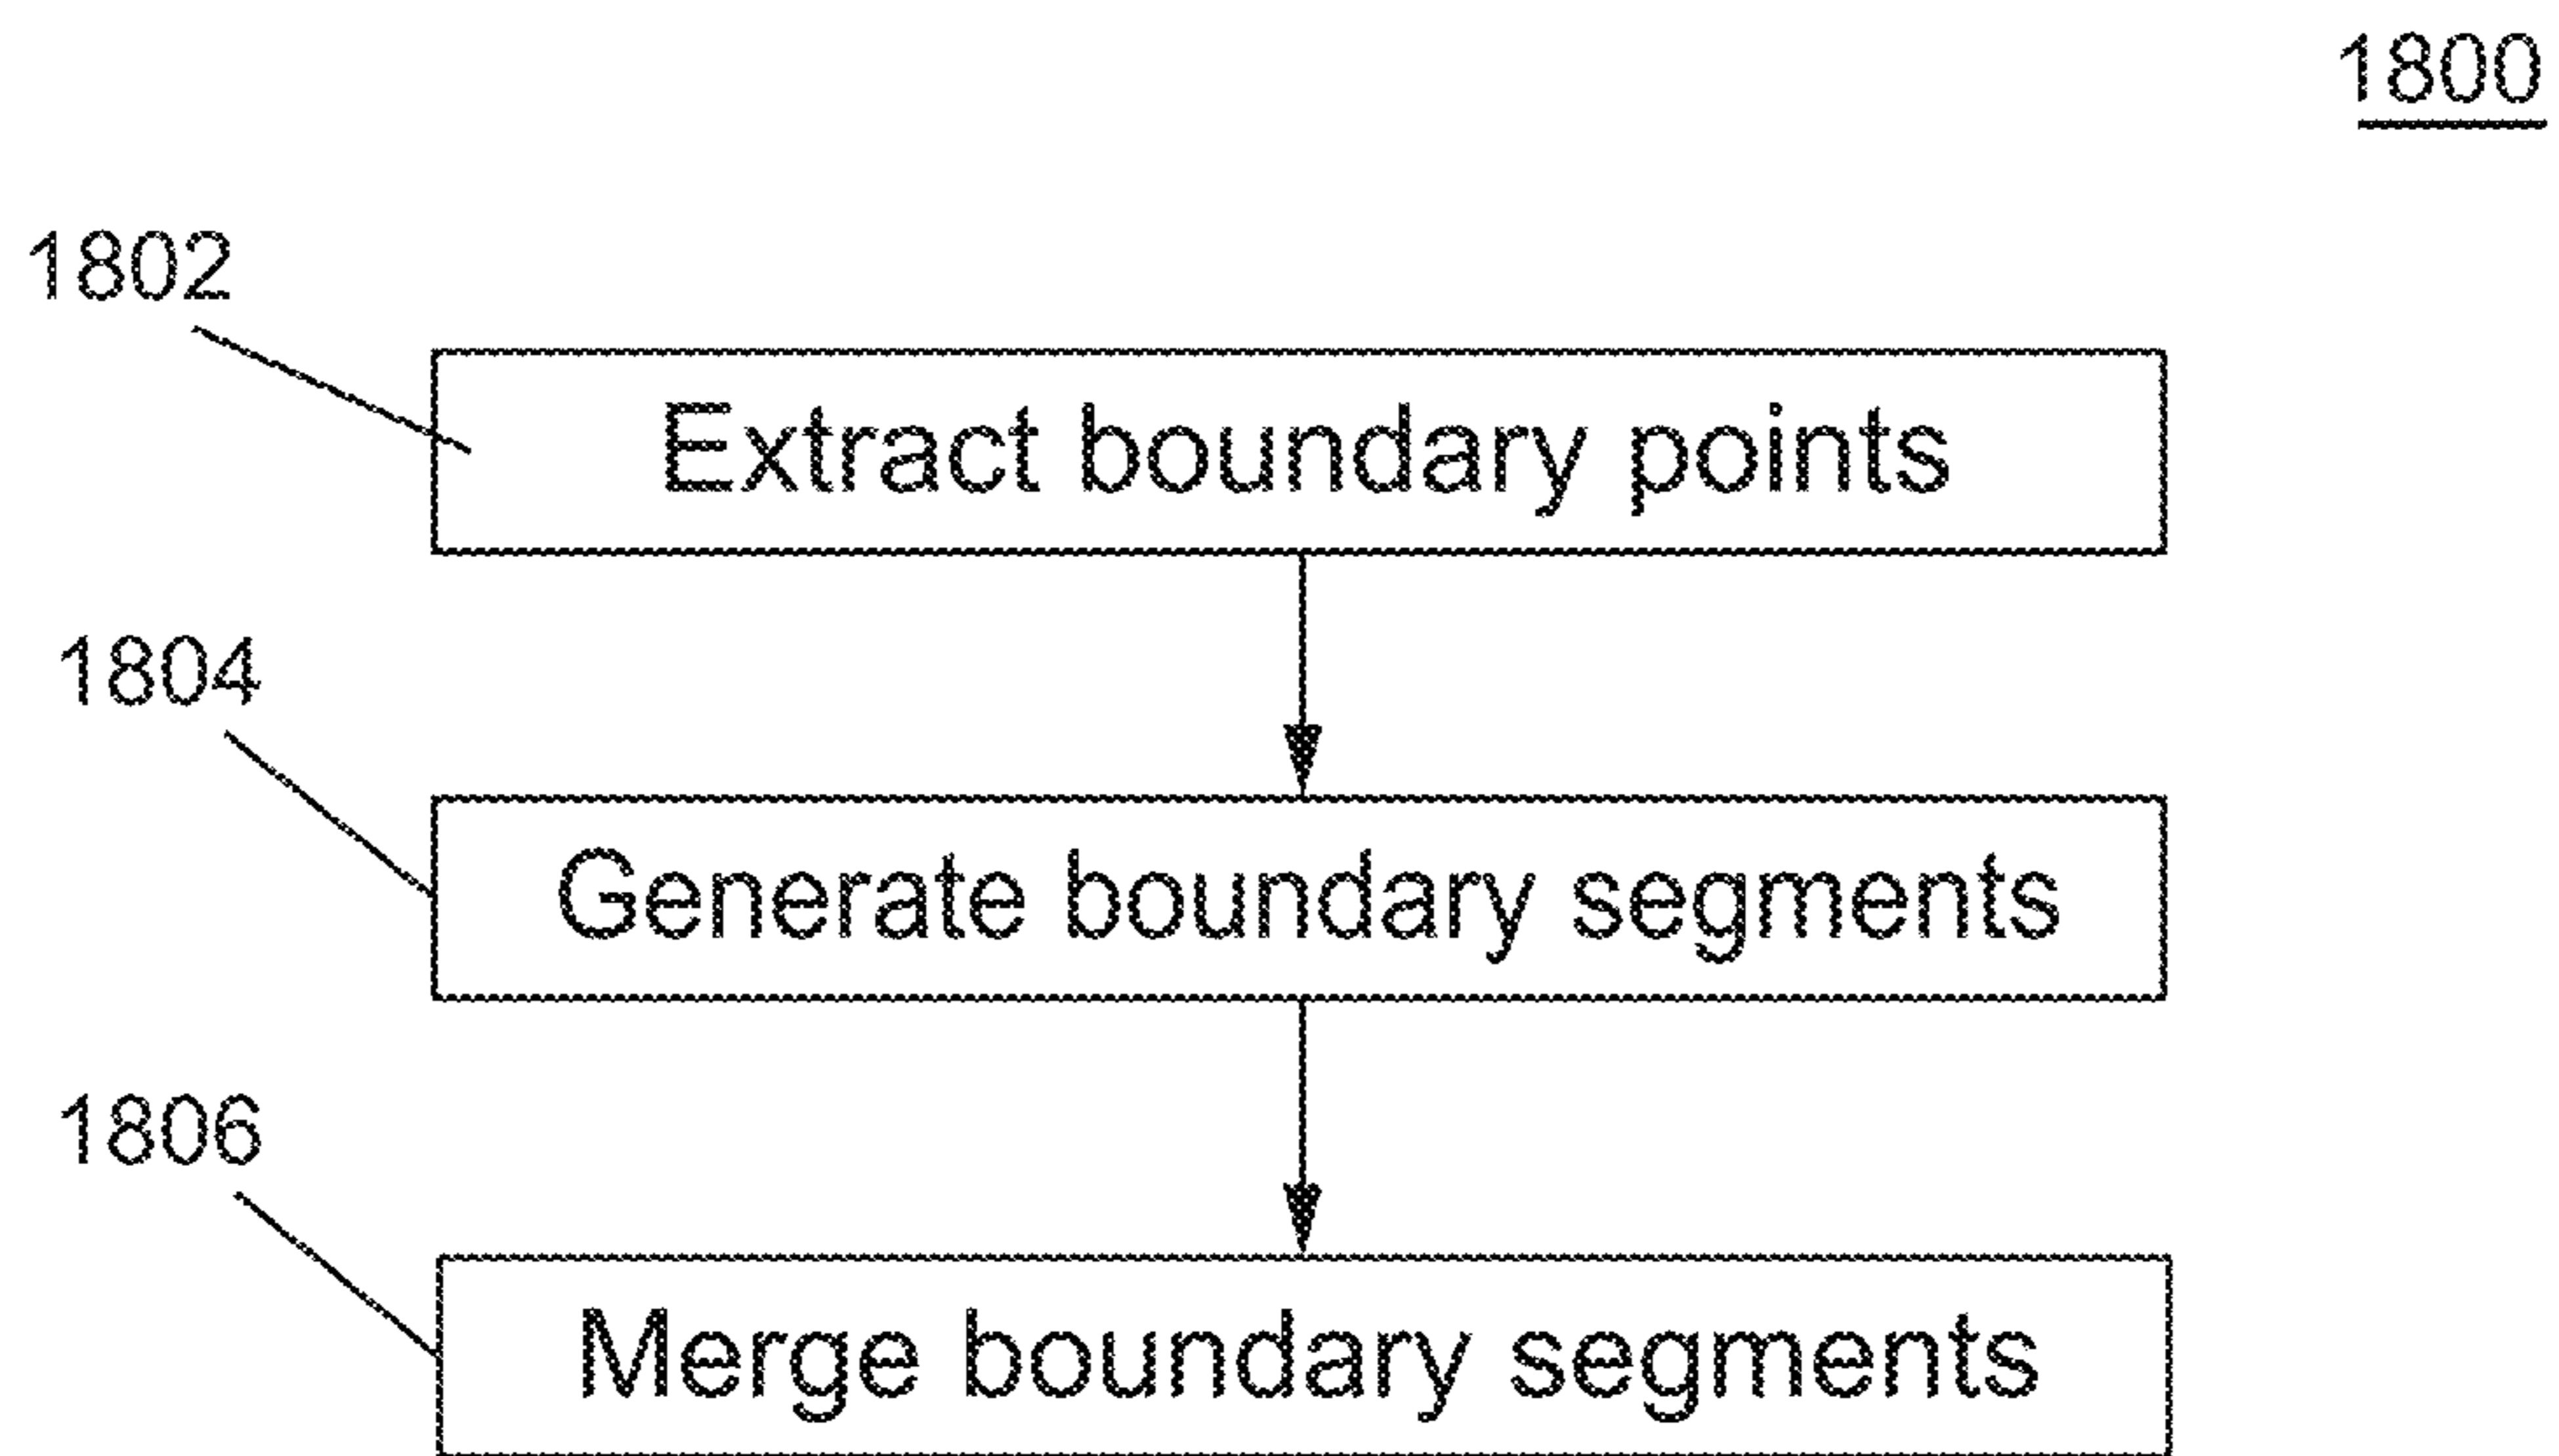 1800
1802
Extract boundary points
1804
Generate boundary segments
1806
Merge boundary segments